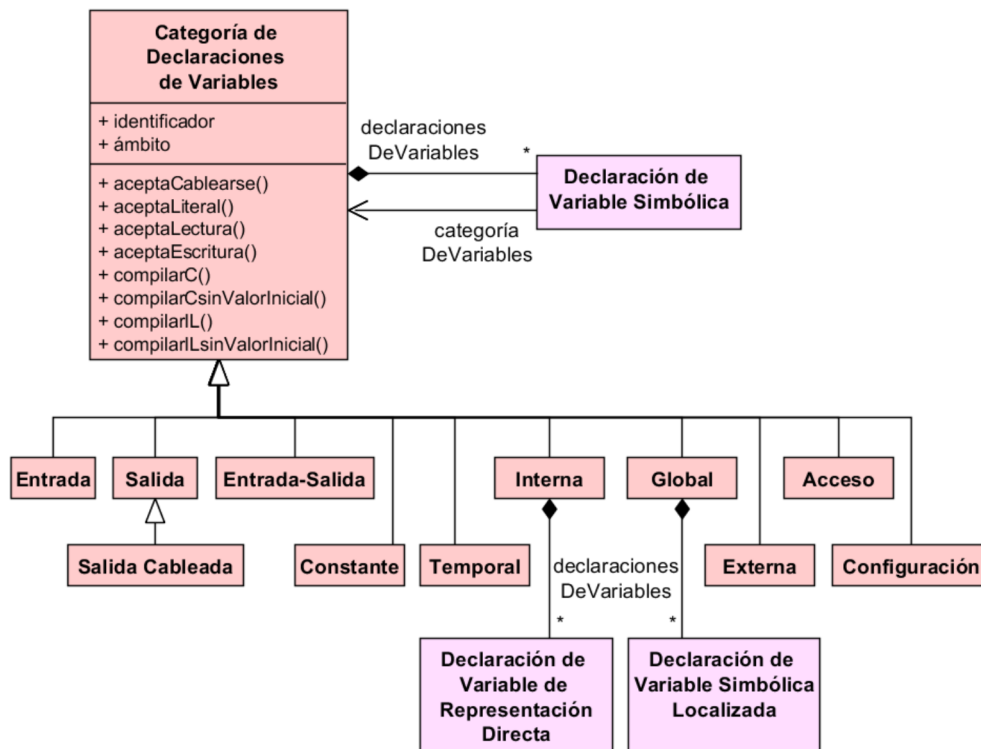 Categoría de
Declaraciones
de Variables
+ identificador
+ ámbito
+ aceptaCablearse()
+ aceptaLiteral()
+ aceptaLectura()
+ aceptaEscritura()
+ compilarC()
+ compilarCsinValorInicial()
+ compilarIL()
+ compilarILsinValorInicial()
declaraciones
DeVariables
*
Declaración de
Variable Simbólica
categoría
DeVariables
Entrada
Salida
Entrada-Salida
Interna
Global
Acceso
Salida Cableada
Constante
Temporal
declaraciones
DeVariables
Externa
Configuración
*
*
Declaración de
Variable de
Representación
Directa
Declaración de
Variable Simbólica
Localizada